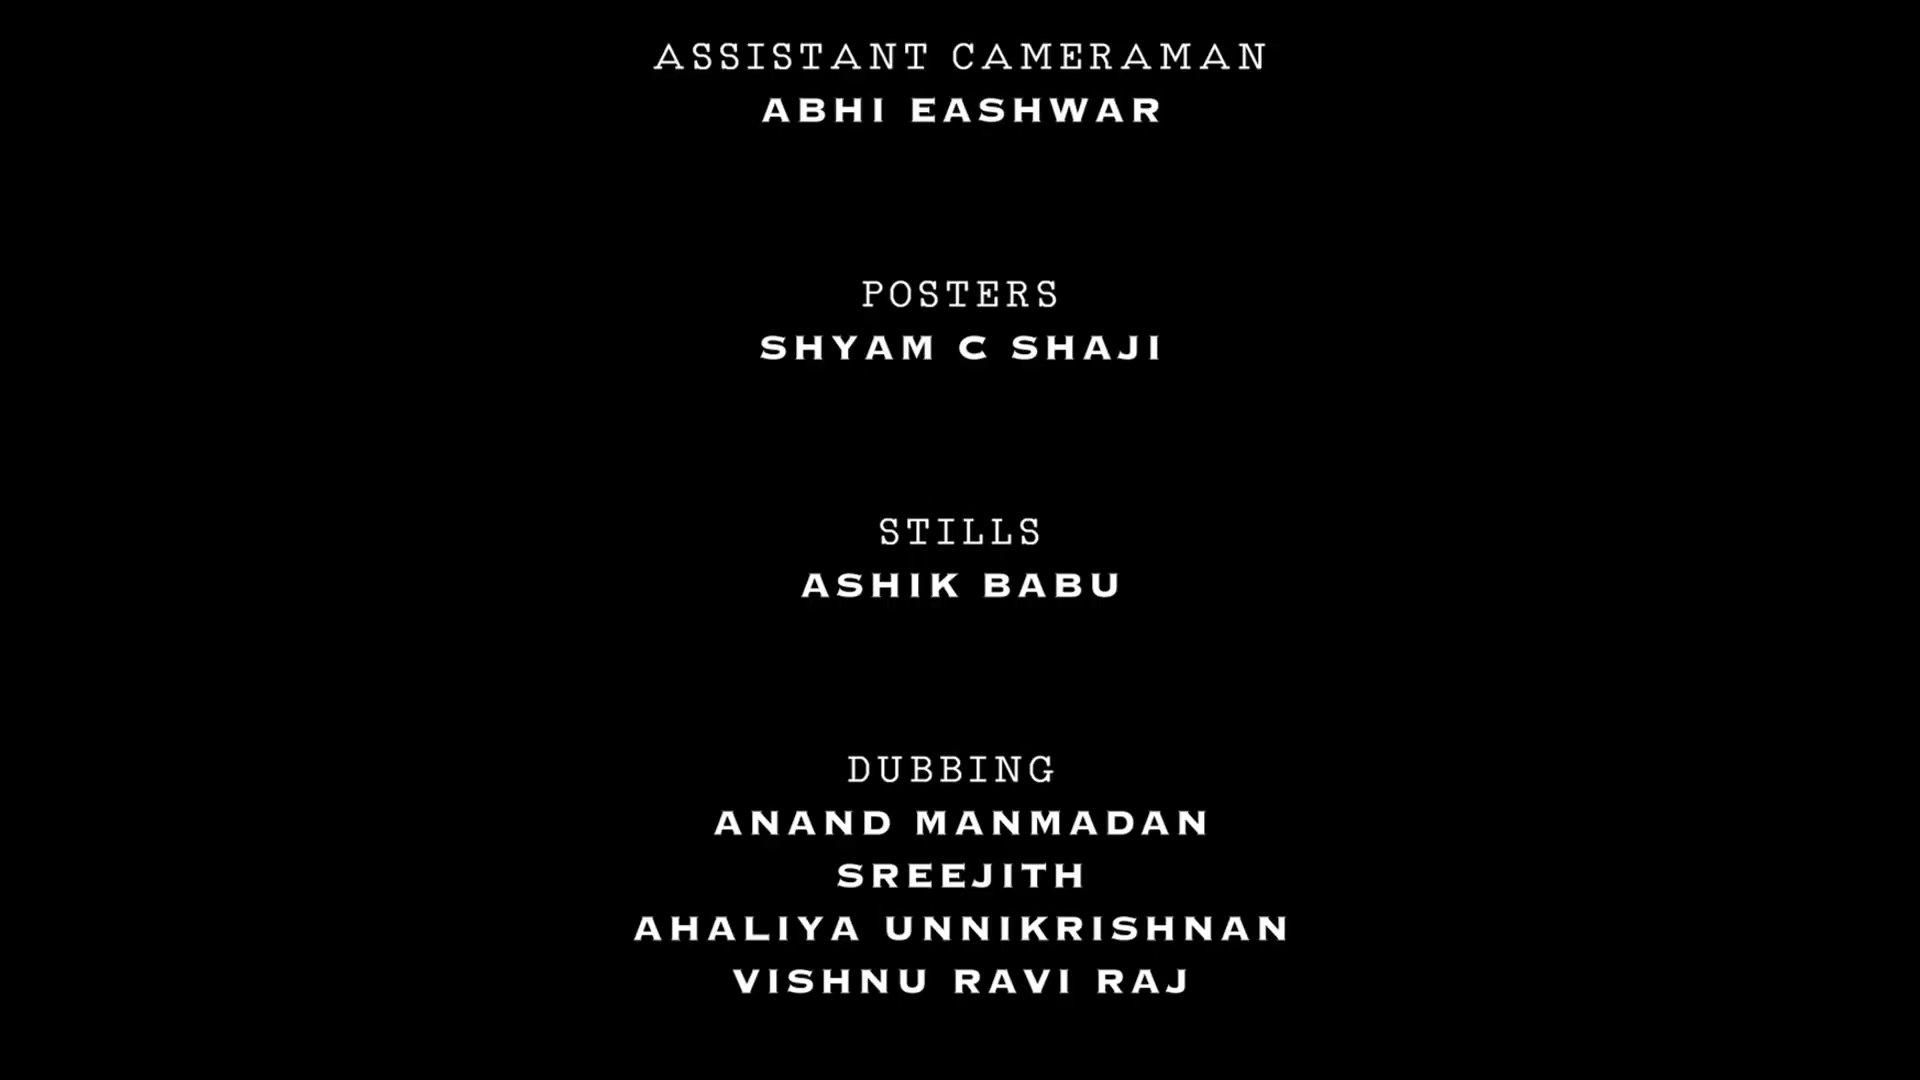 ASSISTANT CAMERAMAN
ABHI EASHWAR
POSTERS
SHYAM C SHAJI
STILLS
ASHIK BABU
DUBBING
ANAND MANMADAN
SREEJITH
AHALIYA UNNIKRISHNAN
VISHNU RAVI RAJ